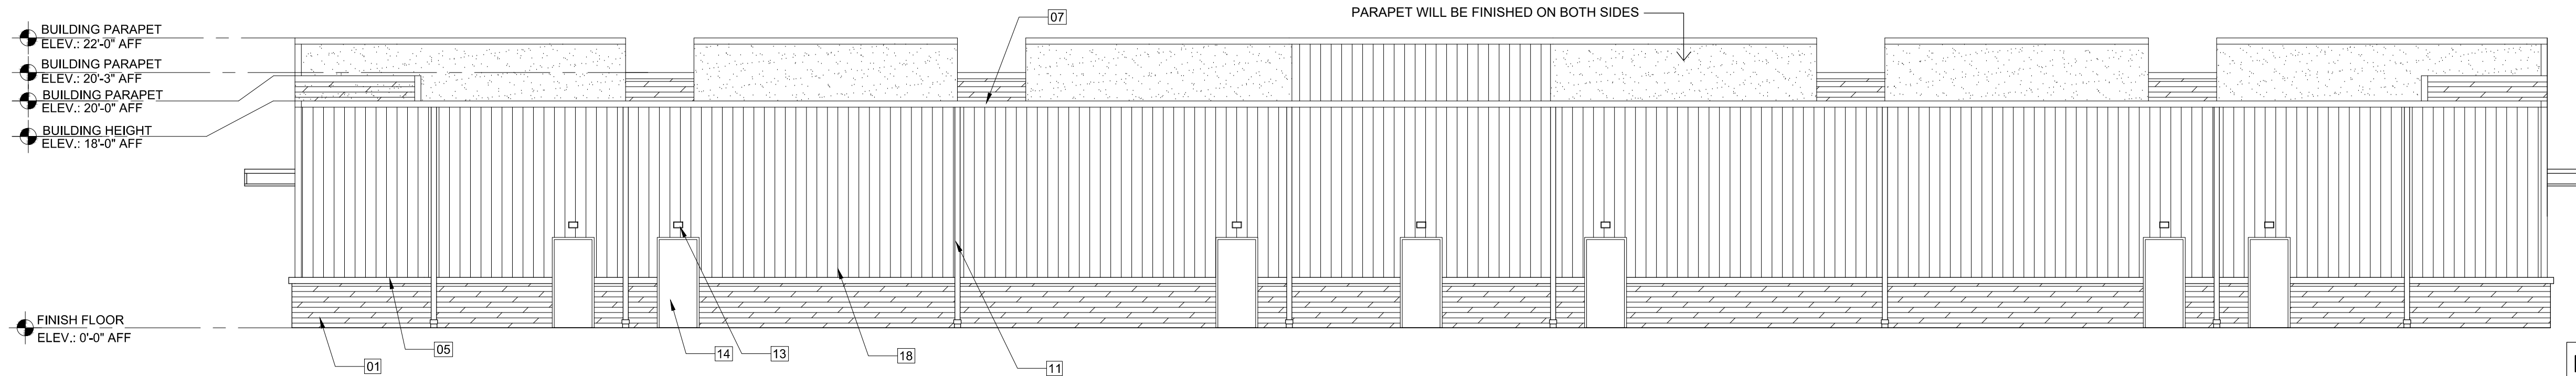 07
PARAPET WILL BE FINISHED ON BOTH SIDES
BUILDING PARAPET
ELEV.: 22'-0" AFF
BUILDING PARAPET
ELEV.: 20'-3" AFF
BUILDING PARAPET
ELEV.: 20'-0" AFF
BUILDING HEIGHT
ELEV.: 18'-0" AFF
FINISH FLOOR
ELEV.: 0'-0" AFF
01
05
14
13
18
11